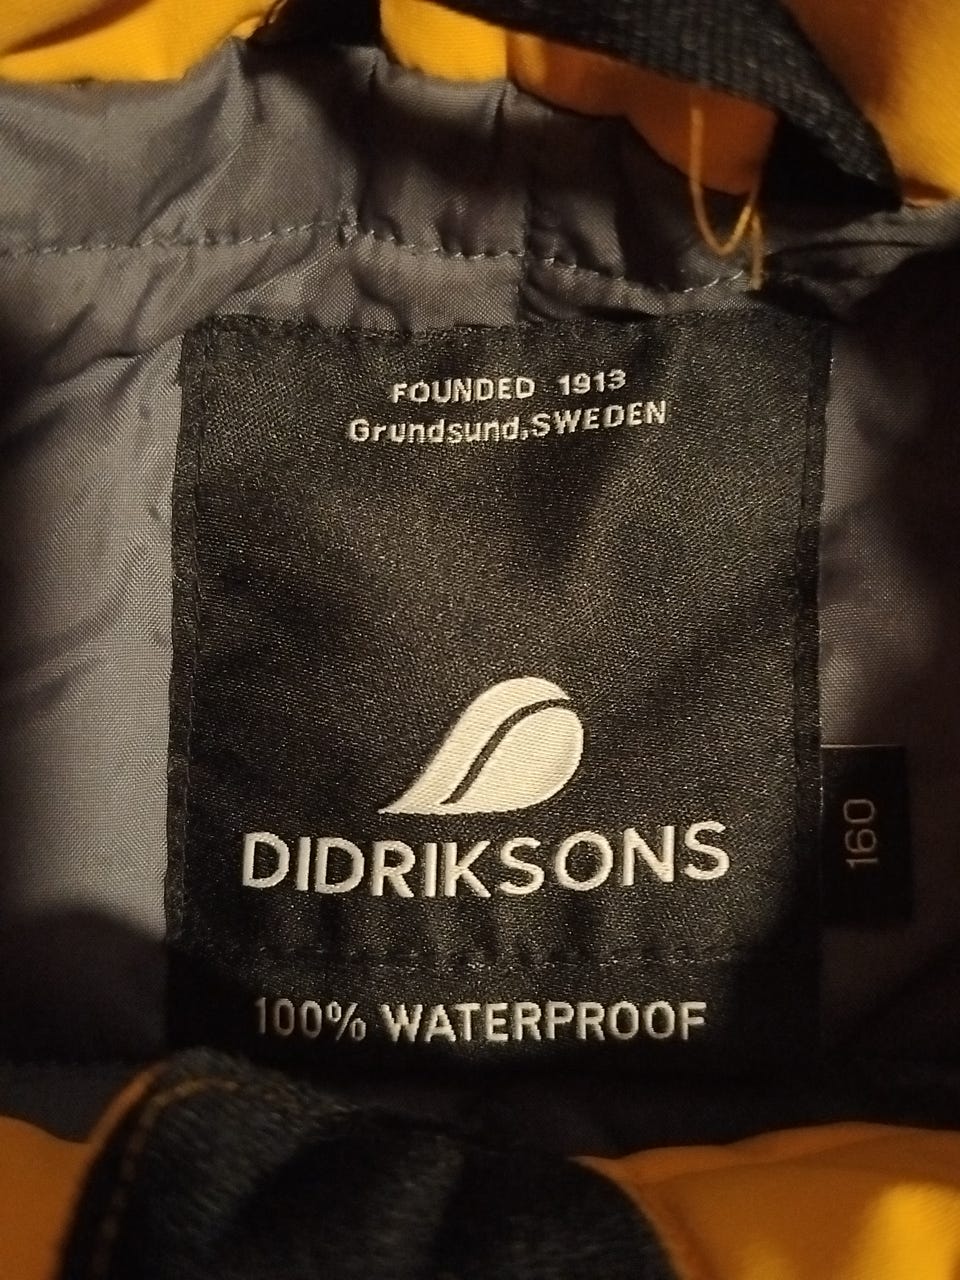 FOUNDED 1913
Grundsund,SWEDEN
DIDRIKSONS
160
100% WATERPROOF